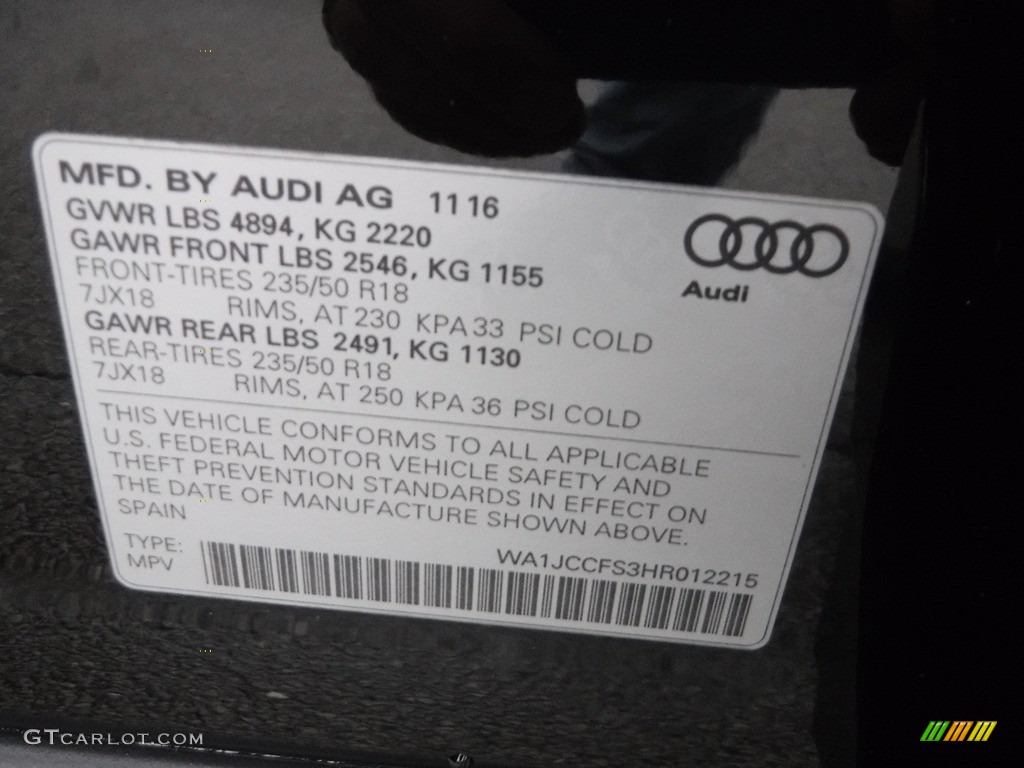 MFD. BY AUDI AG 11 16
GVWR LBS 4894, KG 2220
GAWR FRONT LBS 2546, KG 1155
FRONT-TIRES 235/50 R18
7JX18 RIMS, AT 230 KPA 33 PSI COLD
GAWR REAR LBS 2491, KG 1130
REAR-TIRES 235/50 R18
7JX18 RIMS, AT 250 KPA 36 PSI COLD
Audi
THIS VEHICLE CONFORMS TO ALL APPLICABLE
U.S. FEDERAL MOTOR VEHICLE SAFETY AND
THEFT PREVENTION STANDARDS IN EFFECT ON
THE DATE OF MANUFACTURE SHOWN ABOVE.
SPAIN
TYPE:
MPV
WA1JCCFS3HR012215
GTCARLOT.COM